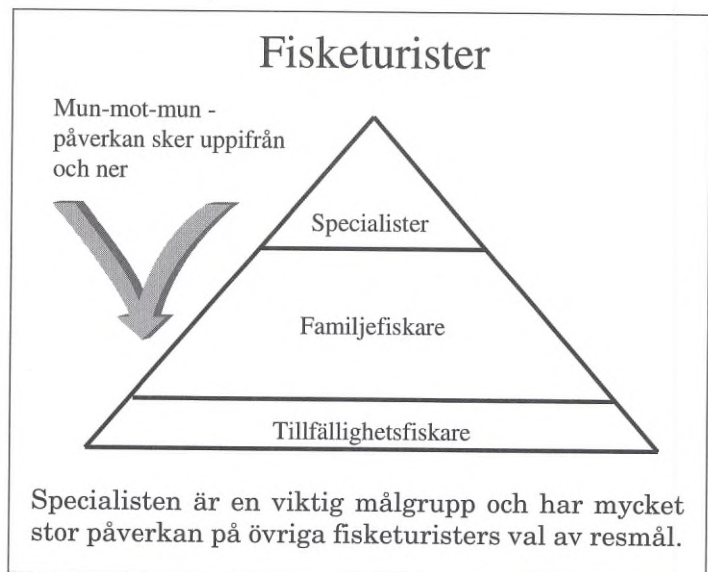 Fisketurister
Mun-mot-mun -
påverkan sker uppifrån
och ner
Specialister
Familjefiskare
Tillfällighetsfiskare
Specialisten är en viktig målgrupp och har mycket
stor påverkan på övriga fisketuristers val av resmål.